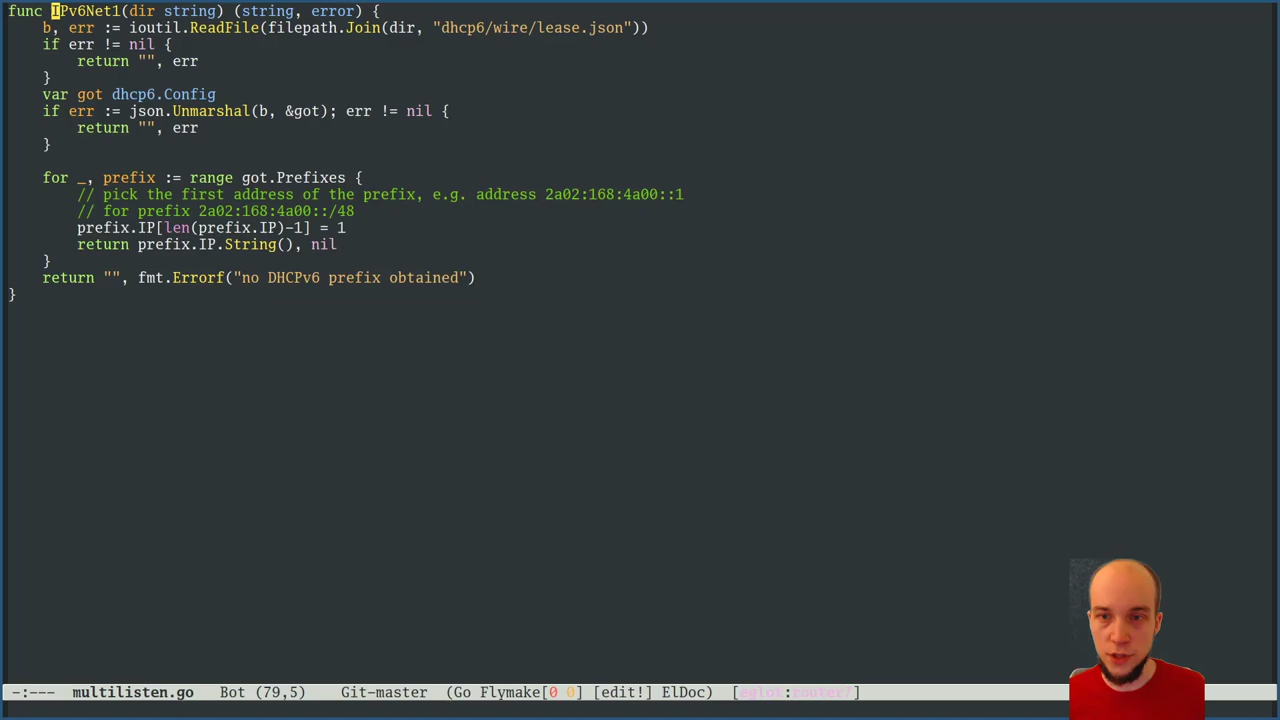 func IPv6Net1(dir string) (string, error) {
b, err := ioutil.ReadFile(filepath.Join(dir, "dhcp6/wire/lease.json"))
if err != nil {
return "", err
}
var got dhcp6.Config
if err := json.Unmarshal(b, &got); err != nil {
return "", err
}
for _, prefix := range got.Prefixes {
// pick the first address of the prefix, e.g. address 2a02:168:4a00::1
// for prefix 2a02:168:4a00::/48
prefix.IP[len(prefix.IP)-1] = 1
return prefix.IP.String(), nil
}
return "", fmt.Errorf("no DHCPv6 prefix obtained")
}
-:--- multilisten.go Bot (79,5) Git-master (Go Flymake[0 0] [edit!] ElDoc) [eglot:router7]